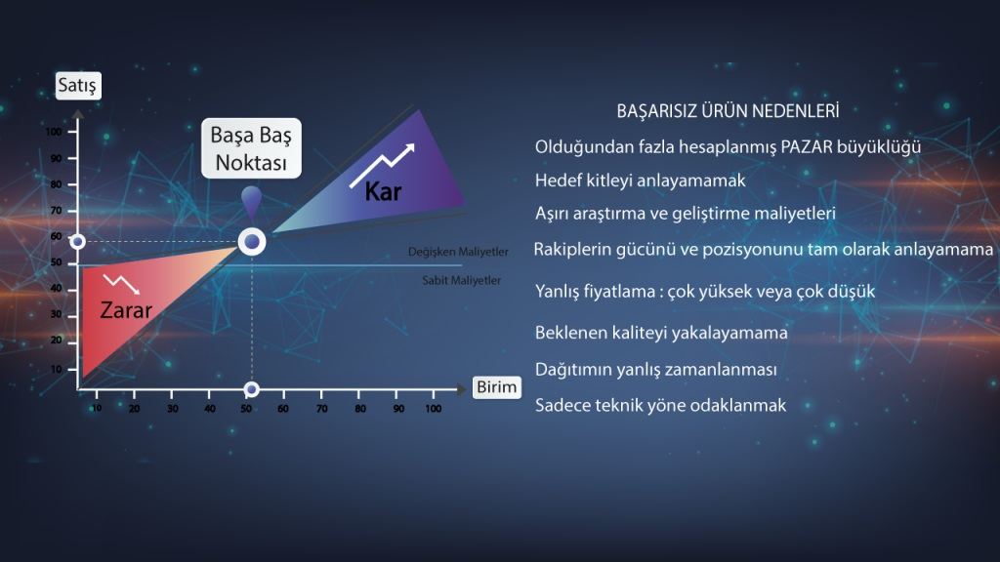 Satış
100
90
80
70
60
50
40
30
20
10
Başa Baş
Noktası
Kar
Zarar
Değişken Maliyetler
Sabit Maliyetler
10 20 30 40 50 60 70 80 90 100
Birim
BAŞARISIZ ÜRÜN NEDENLERİ
Olduğundan fazla hesaplanmış PAZAR büyüklüğü
Hedef kitleyi anlayamamak
Aşırı araştırma ve geliştirme maliyetleri
Rakiplerin gücünü ve pozisyonunu tam olarak anlayamama
Yanlış fiyatlama : çok yüksek veya çok düşük
Beklenen kaliteyi yakalayamama
Dağıtımın yanlış zamanlanması
Sadece teknik yöne odaklanmak